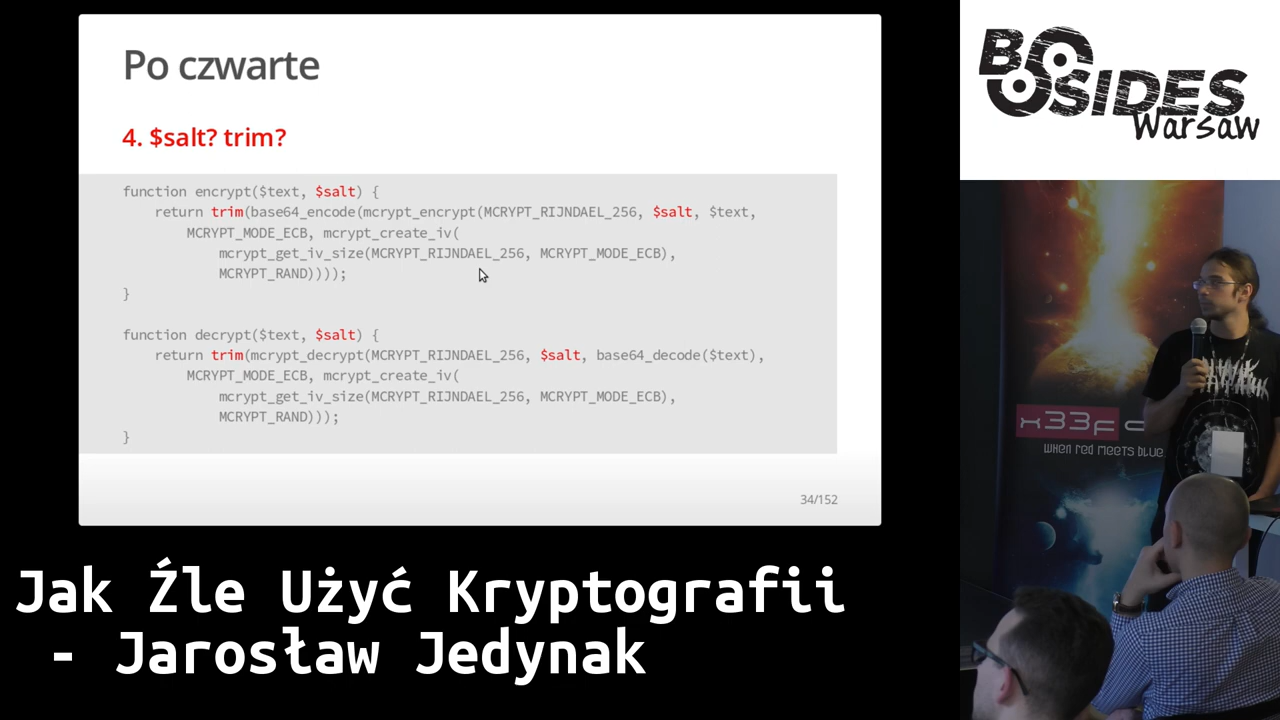 Po czwarte
4. $salt? trim?
function encrypt($text, $salt) {
return trim(base64_encode(mcrypt_encrypt(MCRYPT_RIJNDAEL_256, $salt, $text,
MCRYPT_MODE_ECB, mcrypt_create_iv(
mcrypt_get_iv_size(MCRYPT_RIJNDAEL_256, MCRYPT_MODE_ECB),
MCRYPT_RAND))));
}
function decrypt($text, $salt) {
return trim(mcrypt_decrypt(MCRYPT_RIJNDAEL_256, $salt, base64_decode($text),
MCRYPT_MODE_ECB, mcrypt_create_iv(
mcrypt_get_iv_size(MCRYPT_RIJNDAEL_256, MCRYPT_MODE_ECB),
MCRYPT_RAND)));
}
34/152
Jak Źle Użyć Kryptografii
- Jarosław Jedynak
BSIDES
Warsaw
x33fc
WHEN RED MEETS BLUE